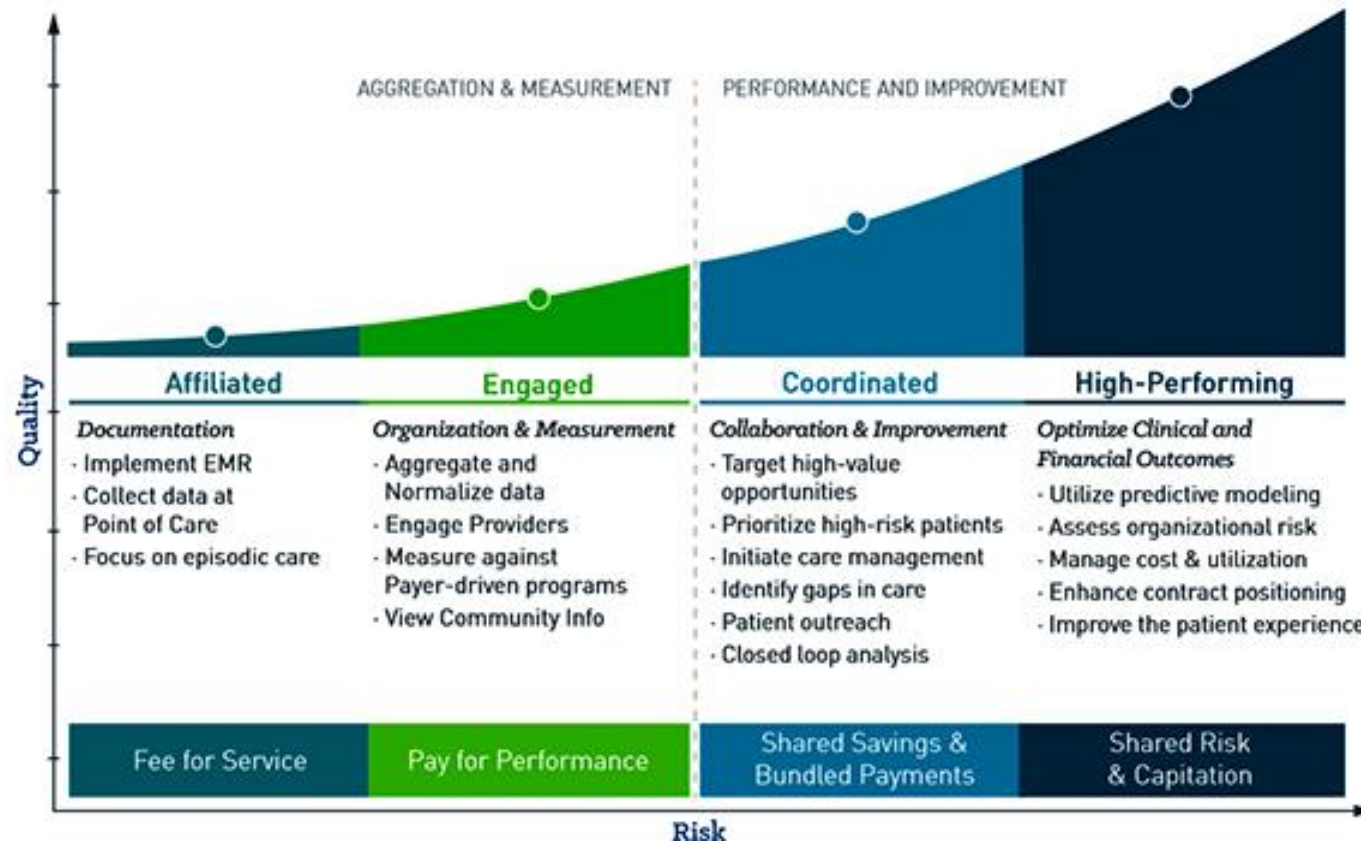 AGGREGATION & MEASUREMENT
PERFORMANCE AND IMPROVEMENT
Quality
Affiliated
Documentation
· Implement EMR
· Collect data at
Point of Care
· Focus on episodic care
Engaged
Organization & Measurement
· Aggregate and
Normalize data
· Engage Providers
· Measure against
Payer-driven programs
· View Community Info
Coordinated
Collaboration & Improvement
· Target high-value
opportunities
· Prioritize high-risk patients
· Initiate care management
· Identify gaps in care
· Patient outreach
· Closed loop analysis
High-Performing
Optimize Clinical and
Financial Outcomes
· Utilize predictive modeling
· Assess organizational risk
· Manage cost & utilization
· Enhance contract positioning
· Improve the patient experience
Fee for Service
Pay for Performance
Shared Savings &
Bundled Payments
Shared Risk
& Capitation
Risk